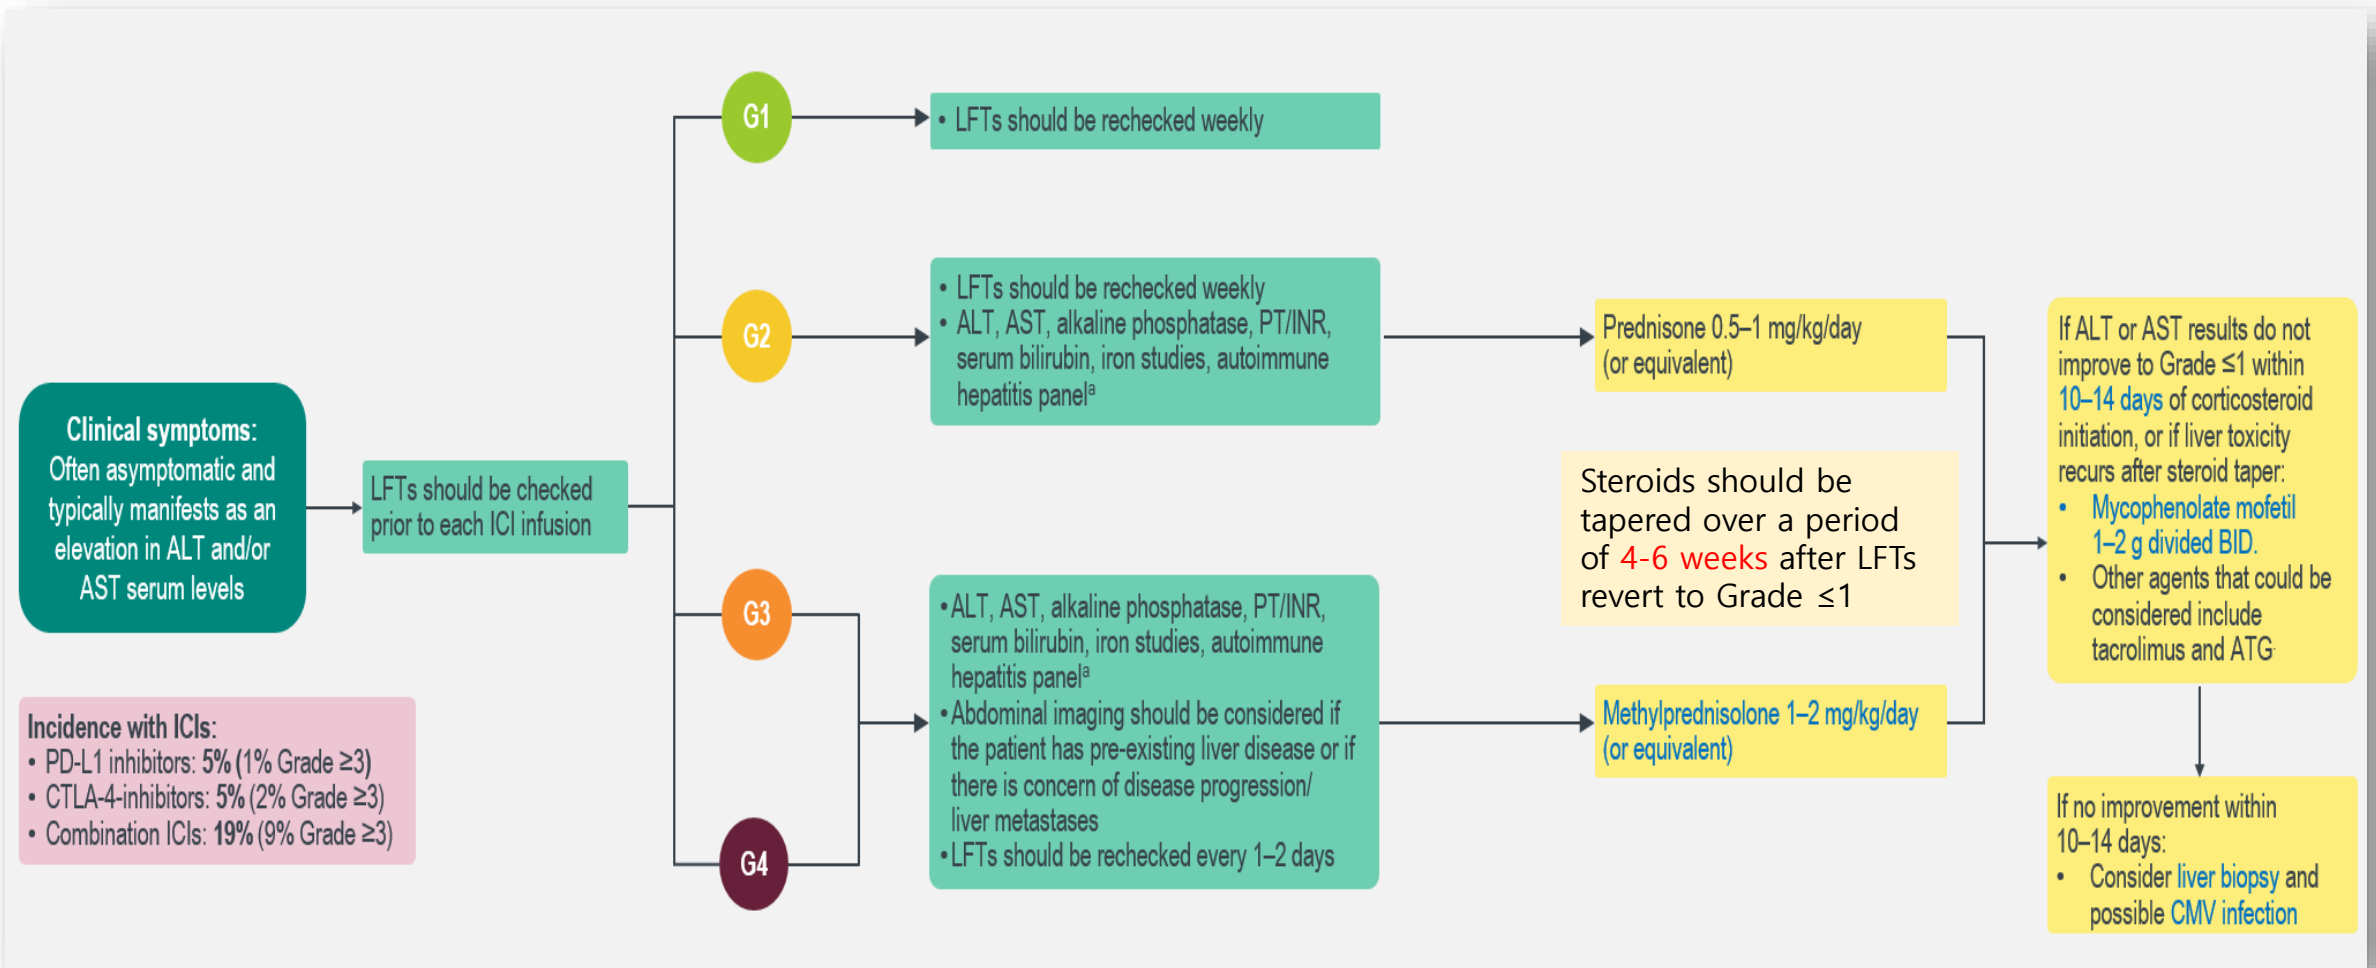 Clinical symptoms:
Often asymptomatic and
typically manifests as an
elevation in ALT and/or
AST serum levels
Incidence with ICIs:
• PD-L1 inhibitors: 5% (1% Grade ≥3)
• CTLA-4-inhibitors: 5% (2% Grade ≥3)
• Combination ICIs: 19% (9% Grade ≥3)
LFTs should be checked
prior to each ICI infusion
G1
• LFTs should be rechecked weekly
G2
• LFTs should be rechecked weekly
• ALT, AST, alkaline phosphatase, PT/INR,
serum bilirubin, iron studies, autoimmune
hepatitis panelᵃ
Prednisone 0.5–1 mg/kg/day
(or equivalent)
G3
G4
• ALT, AST, alkaline phosphatase, PT/INR,
serum bilirubin, iron studies, autoimmune
hepatitis panelᵃ
• Abdominal imaging should be considered if
the patient has pre-existing liver disease or if
there is concern of disease progression/
liver metastases
• LFTs should be rechecked every 1–2 days
Methylprednisolone 1–2 mg/kg/day
(or equivalent)
Steroids should be
tapered over a period
of 4-6 weeks after LFTs
revert to Grade ≤1
If ALT or AST results do not
improve to Grade ≤1 within
10–14 days of corticosteroid
initiation, or if liver toxicity
recurs after steroid taper:
• Mycophenolate mofetil
1–2 g divided BID.
• Other agents that could be
considered include
tacrolimus and ATG
If no improvement within
10–14 days:
• Consider liver biopsy and
possible CMV infection